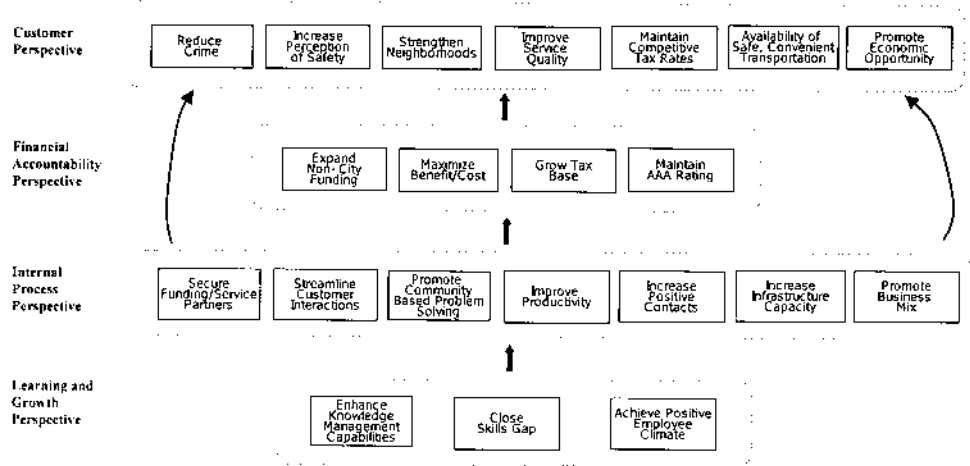 Customer
Perspective
Reduce
Crime
Increase
Perception
of Safety
Strengthen
Neighborhoods
Improve
Service
Quality
Maintain
Competitive
Tax Rates
Availability of
Safe, Convenient
Transportation
Promote
Economic
Opportunity
Financial
Accountability
Perspective
Expand
Non-City
Funding
Maximize
Benefit/Cost
Grow Tax
Base
Maintain
AAA Rating
Internal
Process
Perspective
Secure
Funding/Service
Partners
Streamline
Customer
Interactions
Promote
Community
Based Problem
Solving
Improve
Productivity
Increase
Positive
Contacts
Increase
Infrastructure
Capacity
Promote
Business
Mix
Learning and
Growth
Perspective
Enhance
Knowledge
Management
Capabilities
Close
Skills Gap
Achieve Positive
Employee
Climate